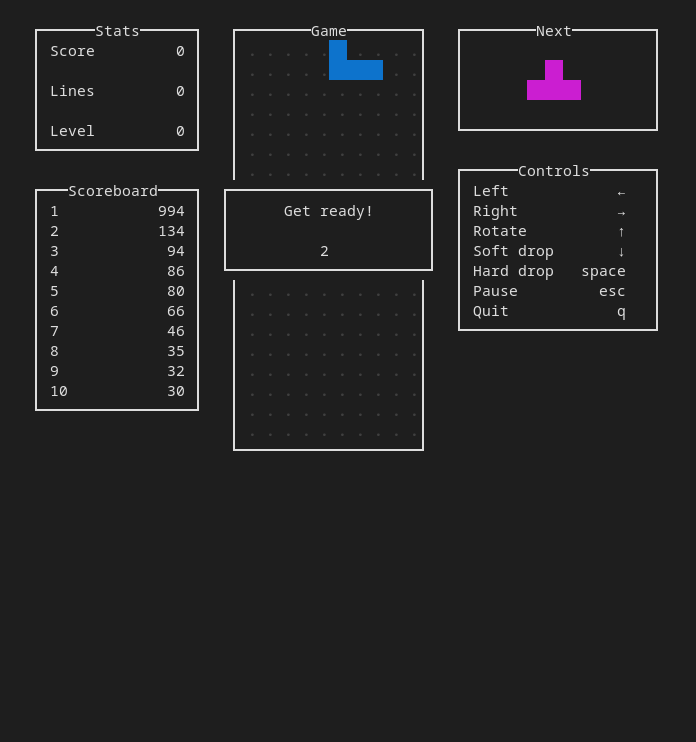 Stats
Score 0
Lines 0
Level 0
Scoreboard
1 994
2 134
3 94
4 86
5 80
6 66
7 46
8 35
9 32
10 30
Game
Get ready!
2
Next
Controls
Left ←
Right →
Rotate ↑
Soft drop ↓
Hard drop space
Pause esc
Quit q